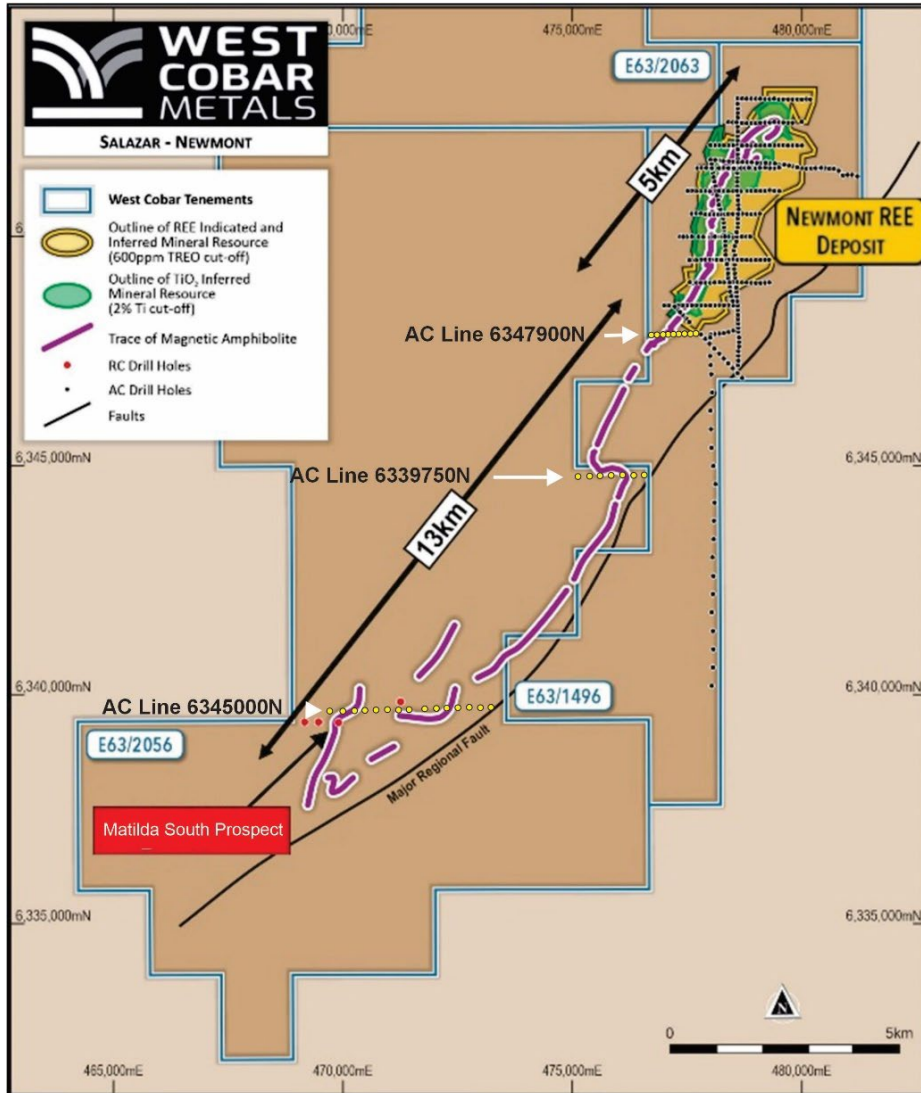 WEST
COBAR
METALS
SALAZAR - NEWMONT
West Cobar Tenements
Outline of REE Indicated and
Inferred Mineral Resource
(600ppm TREO cut-off)
Outline of TiO₂ Inferred
Mineral Resource
(2% Ti cut-off)
Trace of Magnetic Amphibolite
RC Drill Holes
AC Drill Holes
Faults
475,000mE
480,000mE
E63/2063
5km
NEWMONT REE
DEPOSIT
AC Line 6347900N
6,345,000mN
6,345,000mN
AC Line 6339750N
13km
6,340,000mN
6,340,000mN
AC Line 6345000N
E63/1496
E63/2056
Major Regional Fault
Matilda South Prospect
6,335,000mN
6,335,000mN
N
0
5km
465,000mE
470,000mE
475,000mE
480,000mE